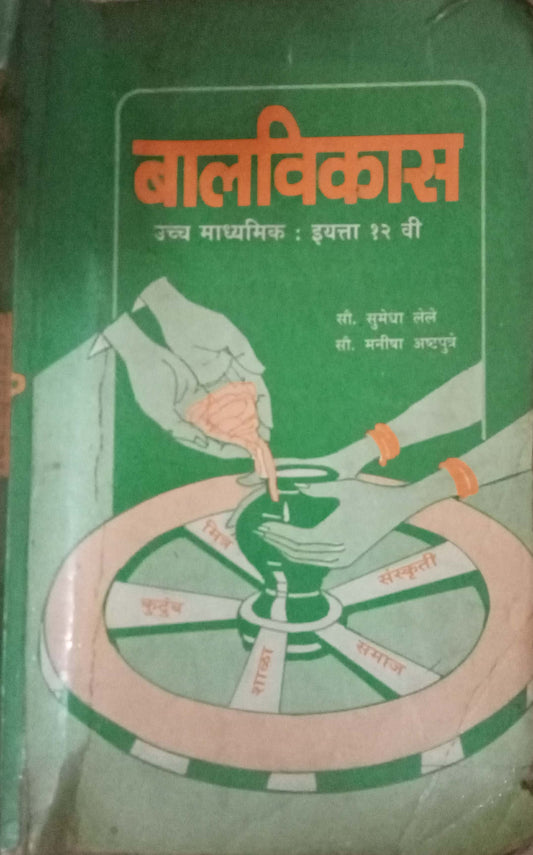 बालविकास
उच्च माध्यमिक : इयत्ता १२ वी
सौ. सुमेधा लेले
सौ. मनीषा अष्टपुत्रे
मित्र
संस्कृती
कुटुंब
समाज
शाळा